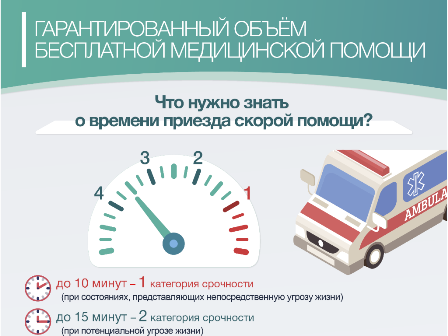 ГАРАНТИРОВАННЫЙ ОБЪЁМ
БЕСПЛАТНОЙ МЕДИЦИНСКОЙ ПОМОЩИ
Что нужно знать
о времени приезда скорой помощи?
3 2
4 1
AMBULA
до 10 минут – 1 категория срочности
(при состояниях, представляющих непосредственную угрозу жизни)
до 15 минут – 2 категория срочности
(при потенциальной угрозе жизни)